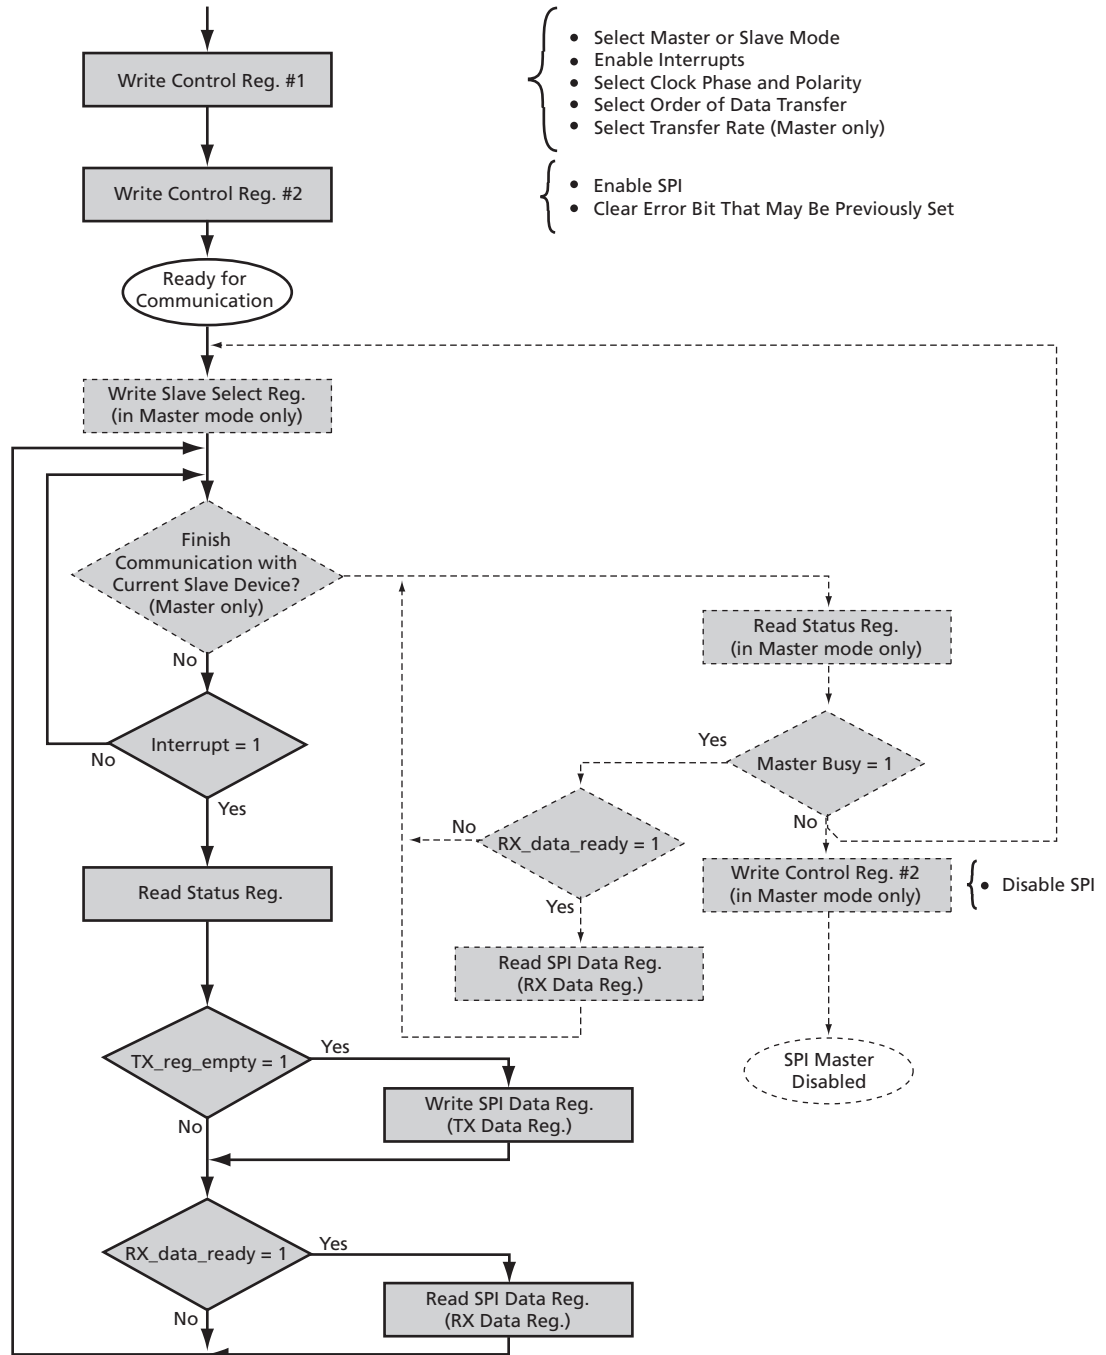 Write Control Reg. #1
• Select Master or Slave Mode
• Enable Interrupts
• Select Clock Phase and Polarity
• Select Order of Data Transfer
• Select Transfer Rate (Master only)
Write Control Reg. #2
• Enable SPI
• Clear Error Bit That May Be Previously Set
Ready for
Communication
Write Slave Select Reg.
(in Master mode only)
Finish
Communication with
Current Slave Device?
(Master only)
No
Read Status Reg.
(in Master mode only)
Interrupt = 1
No
Yes
Master Busy = 1
Yes
No
RX_data_ready = 1
No
Yes
Write Control Reg. #2
(in Master mode only)
• Disable SPI
Read Status Reg.
Read SPI Data Reg.
(RX Data Reg.)
SPI Master
Disabled
TX_reg_empty = 1
Yes
No
Write SPI Data Reg.
(TX Data Reg.)
RX_data_ready = 1
Yes
No
Read SPI Data Reg.
(RX Data Reg.)